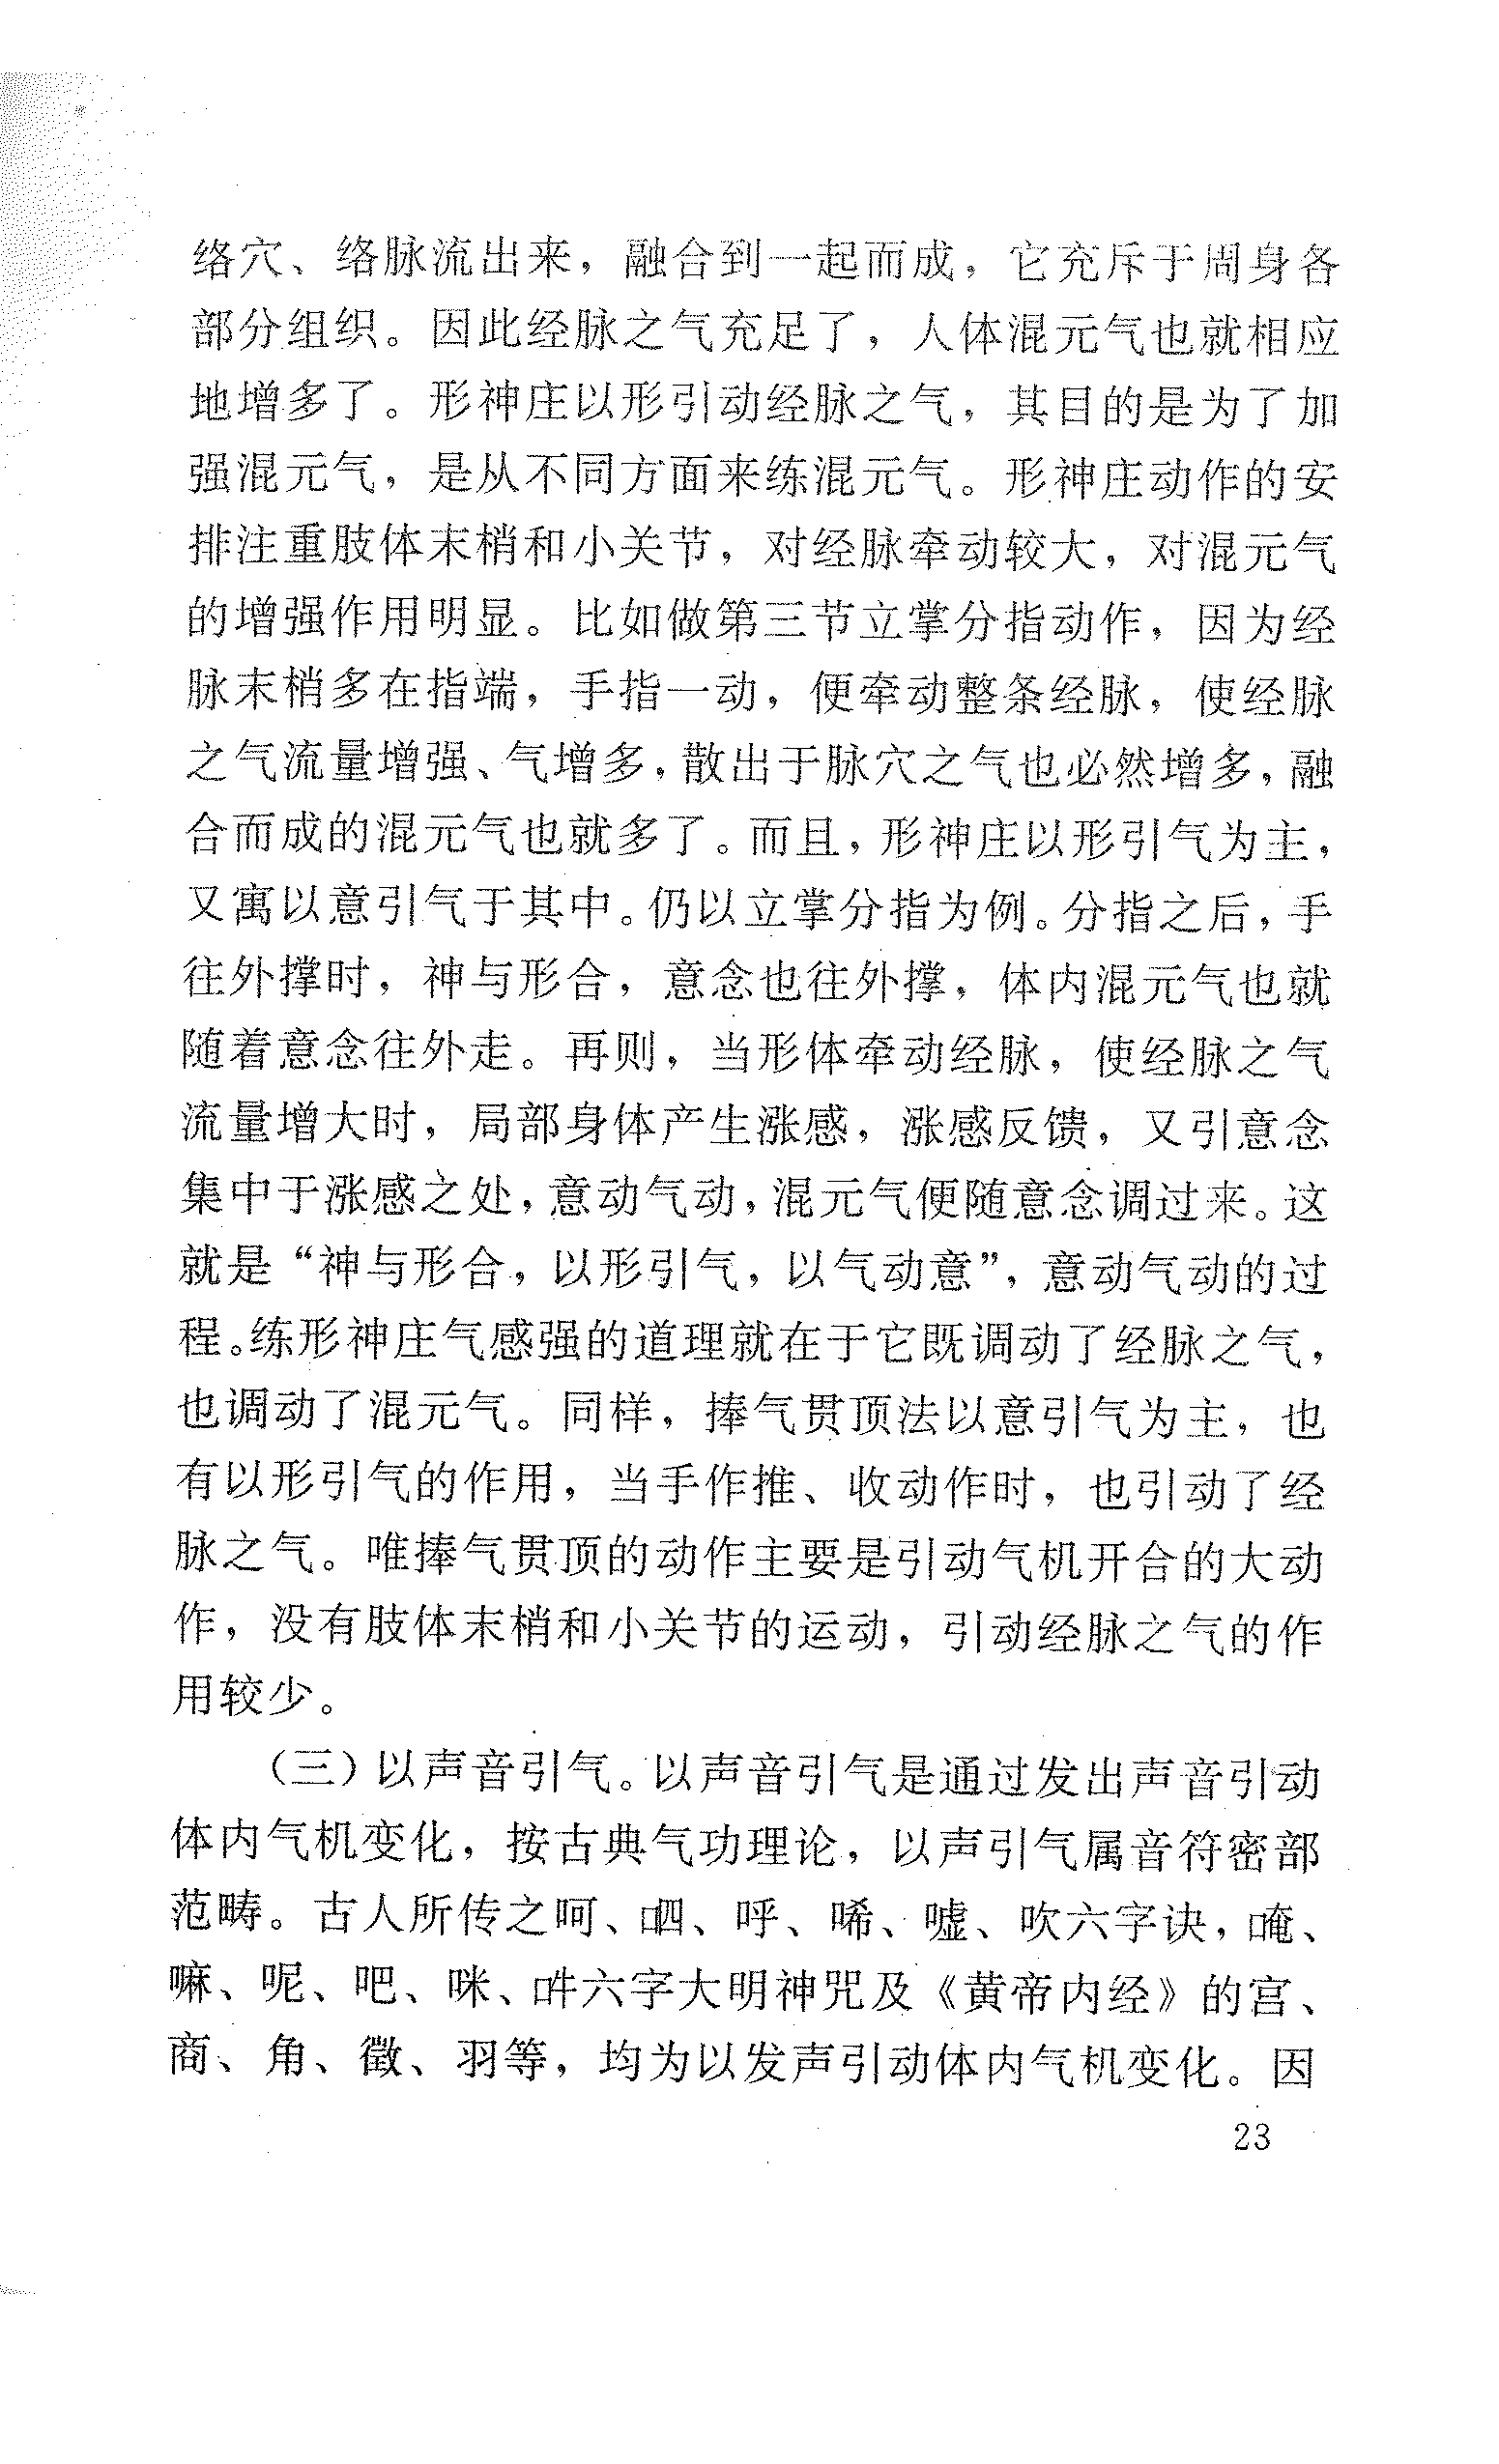 络穴、络脉流出来，融合到一起而成，它充斥于周身各
部分组织。因此经脉之气充足了，人体混元气也就相应
地增多了。形神庄以形引动经脉之气，其目的是为了加
强混元气，是从不同方面来练混元气。形神庄动作的安
排注重肢体末梢和小关节，对经脉牵动较大，对混元气
的增强作用明显。比如做第三节立掌分指动作，因为经
脉末梢多在指端，手指一动，便牵动整条经脉，使经脉
之气流量增强、气增多，散出于脉穴之气也必然增多，融
合而成的混元气也就多了。而且，形神庄以形引气为主，
又寓以意引气于其中。仍以立掌分指为例。分指之后，手
往外撑时，神与形合，意念也往外撑，体内混元气也就
随着意念往外走。再则，当形体牵动经脉，使经脉之气
流量增大时，局部身体产生涨感，涨感反馈，又引意念
集中于涨感之处，意动气动，混元气便随意念调过来。这
就是“神与形合，以形引气，以气动意”，意动气动的过
程。练形神庄气感强的道理就在于它既调动了经脉之气，
也调动了混元气。同样，捧气贯顶法以意引气为主，也
有以形引气的作用，当手作推、收动作时，也引动了经
脉之气。唯捧气贯顶的动作主要是引动气机开合的大动
作，没有肢体末梢和小关节的运动，引动经脉之气的作
用较少。
（三）以声音引气。以声音引气是通过发出声音引动
体内气机变化，按古典气功理论，以声引气属音符密部
范畴。古人所传之呵、呬、呼、唏、嘘、吹六字诀，唵、
嘛、呢、吧、咪、吽六字大明神咒及《黄帝内经》的宫、
商、角、徵、羽等，均为以发声引动体内气机变化。因
23